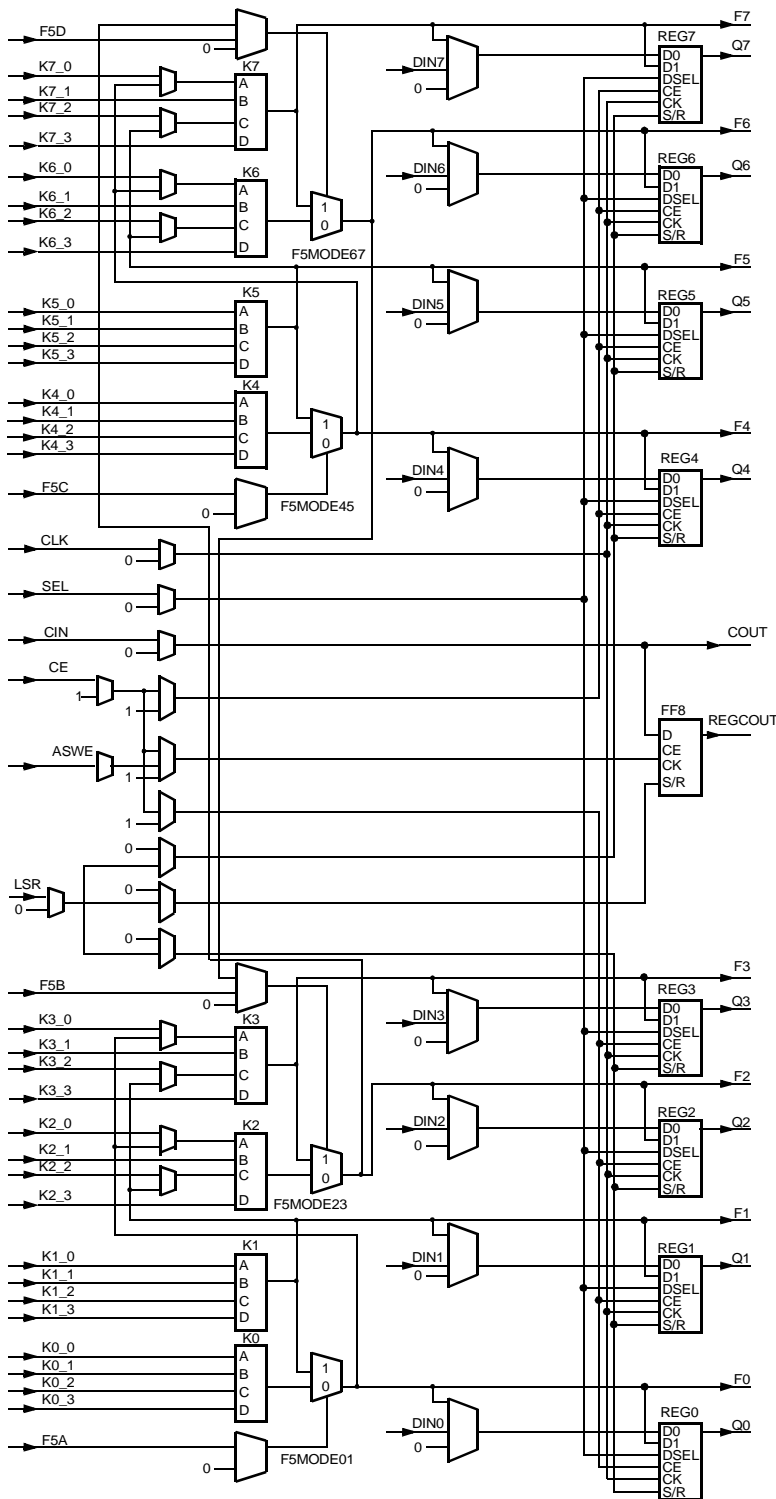 F5D
0
F7
REG7
K7_0
K7
A
DIN7
D0
Q7
D1
K7_1
B
0
DSEL
K7_2
CE
C
CK
K7_3
D
S/R
F6
K6_0
K6
REG6
A
DIN6
D0
Q6
K6_1
B
1
0
D1
DSEL
K6_2
C
0
CE
CK
K6_3
D
F5MODE67
S/R
F5
K5_0
K5
REG5
A
DIN5
D0
Q5
K5_1
B
0
D1
DSEL
K5_2
C
CE
K5_3
D
CK
S/R
K4_0
K4
A
K4_1
B
1
F4
K4_2
C
0
K4_3
D
REG4
DIN4
D0
Q4
F5C
0
D1
0
F5MODE45
DSEL
CE
CLK
CK
0
S/R
SEL
0
CIN
COUT
0
CE
1
1
FF8
REGCOUT
D
ASWE
CE
1
CK
S/R
1
0
LSR
0
0
0
F3
F5B
REG3
0
K3_0
K3
D0
Q3
A
DIN3
D1
K3_1
B
0
DSEL
K3_2
C
CE
CK
K3_3
D
S/R
F2
K2_0
K2
REG2
A
DIN2
D0
Q2
K2_1
B
1
0
D1
K2_2
C
0
DSEL
CE
K2_3
D
CK
F5MODE23
S/R
F1
K1
REG1
K1_0
A
DIN1
D0
Q1
K1_1
B
0
D1
K1_2
C
DSEL
K1_3
D
CE
CK
S/R
K0
K0_0
A
K0_1
B
1
F0
K0_2
C
0
K0_3
D
REG0
DIN0
D0
Q0
F5A
0
D1
0
F5MODE01
DSEL
CE
CK
S/R